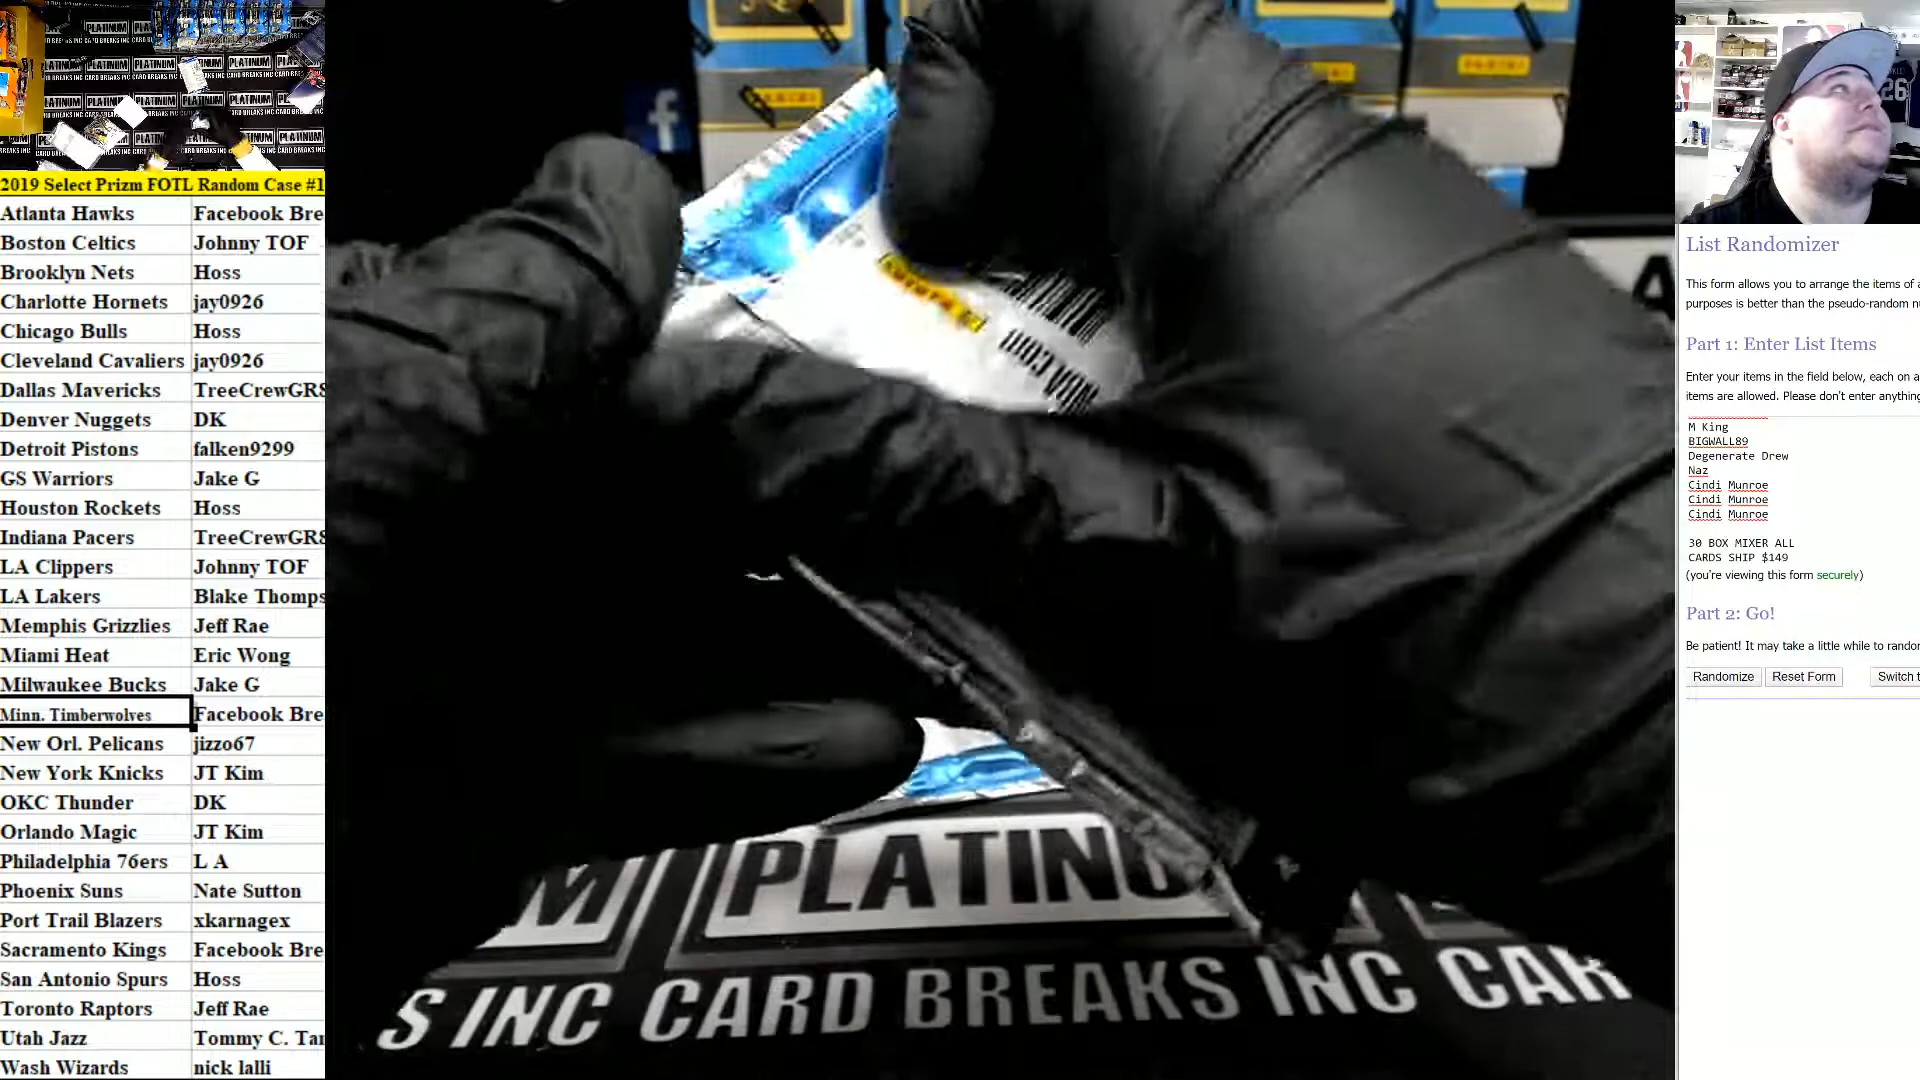 2019 Select Prizm FOTL Random Case #1
Atlanta Hawks Facebook Bre
Boston Celtics Johnny TOF
Brooklyn Nets Hoss
Charlotte Hornets jay0926
Chicago Bulls Hoss
Cleveland Cavaliers jay0926
Dallas Mavericks TreeCrewGRS
Denver Nuggets DK
Detroit Pistons falken9299
GS Warriors Jake G
Houston Rockets Hoss
Indiana Pacers TreeCrewGRS
LA Clippers Johnny TOF
LA Lakers Blake Thomps
Memphis Grizzlies Jeff Rae
Miami Heat Eric Wong
Milwaukee Bucks Jake G
Minn. Timberwolves Facebook Bre
New Orl. Pelicans jizzo67
New York Knicks JT Kim
OKC Thunder DK
Orlando Magic JT Kim
Philadelphia 76ers L A
Phoenix Suns Nate Sutton
Port Trail Blazers xkarnagex
Sacramento Kings Facebook Bre
San Antonio Spurs Hoss
Toronto Raptors Jeff Rae
Utah Jazz Tommy C. Tan
Wash Wizards nick lalli
PLATINU
S INC CARD BREAKS INC CAR
26
List Randomizer
This form allows you to arrange the items of a
purposes is better than the pseudo-random n
Part 1: Enter List Items
Enter your items in the field below, each on a
items are allowed. Please don't enter anything
M King
BIGWALL89
Degenerate Drew
Naz
Cindi Munroe
Cindi Munroe
Cindi Munroe
30 BOX MIXER ALL
CARDS SHIP $149
(you're viewing this form securely)
Part 2: Go!
Be patient! It may take a little while to random
Randomize Reset Form Switch t